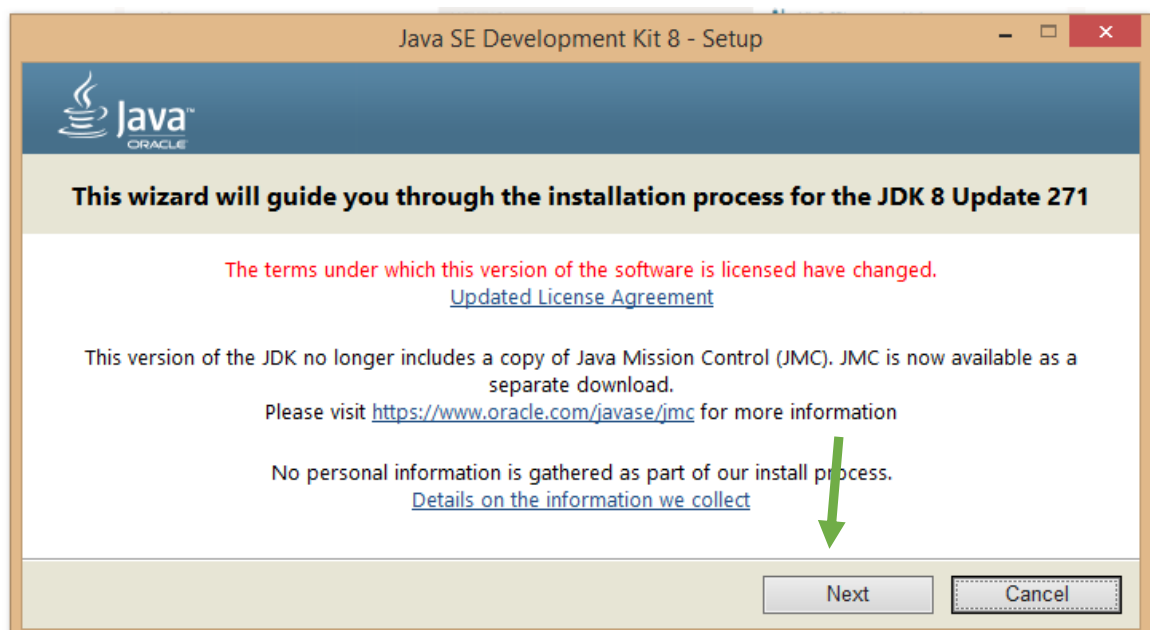 Java SE Development Kit 8 - Setup
Java™
ORACLE
This wizard will guide you through the installation process for the JDK 8 Update 271
The terms under which this version of the software is licensed have changed.
Updated License Agreement
This version of the JDK no longer includes a copy of Java Mission Control (JMC). JMC is now available as a
separate download.
Please visit https://www.oracle.com/javase/jmc for more information
No personal information is gathered as part of our install process.
Details on the information we collect
Next
Cancel